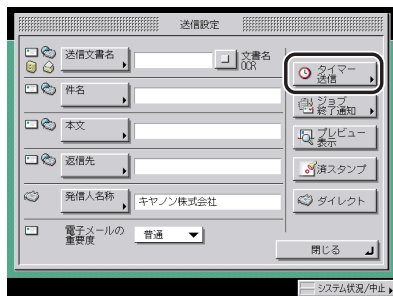 送信設定
送信文書名
文書名
OCR
件名
本文
返信先
発信人名称
キヤノン株式会社
電子メールの
重要度
普通
タイマー
送信
ジョブ
終了通知
プレビュー
表示
済スタンプ
ダイレクト
閉じる
システム状況/中止